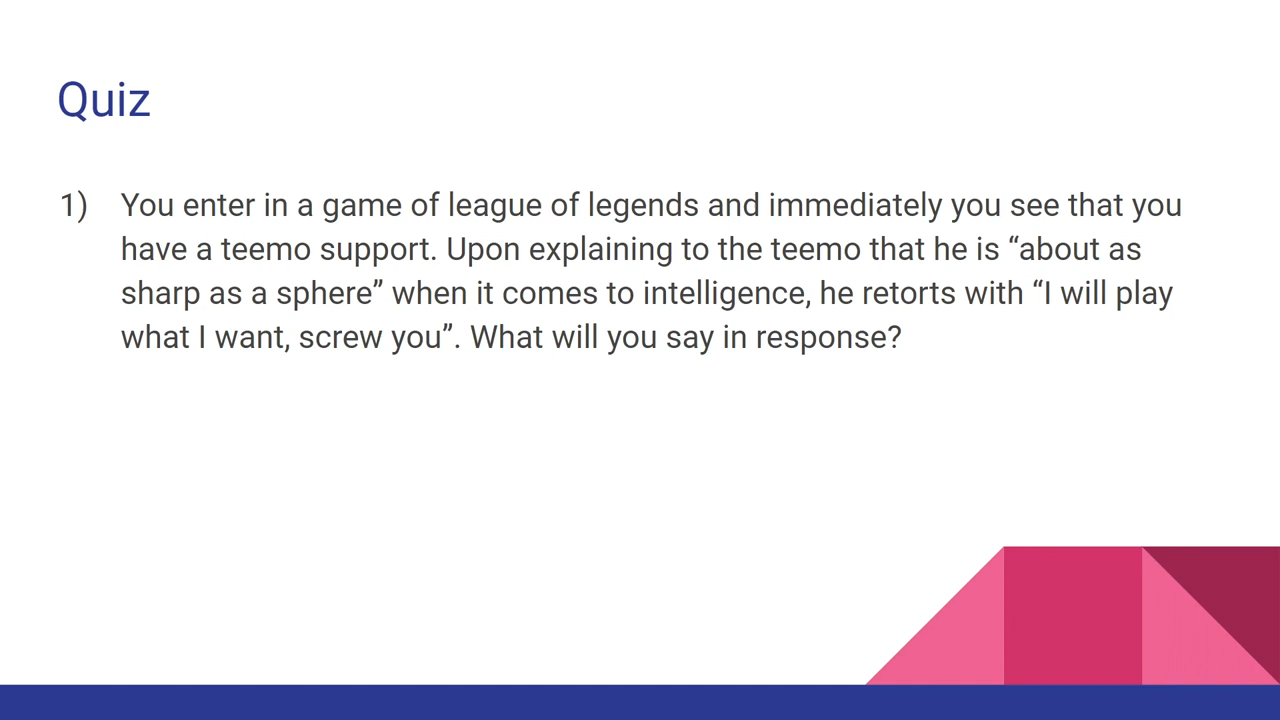 Quiz
1) You enter in a game of league of legends and immediately you see that you
have a teemo support. Upon explaining to the teemo that he is “about as
sharp as a sphere” when it comes to intelligence, he retorts with “I will play
what I want, screw you”. What will you say in response?